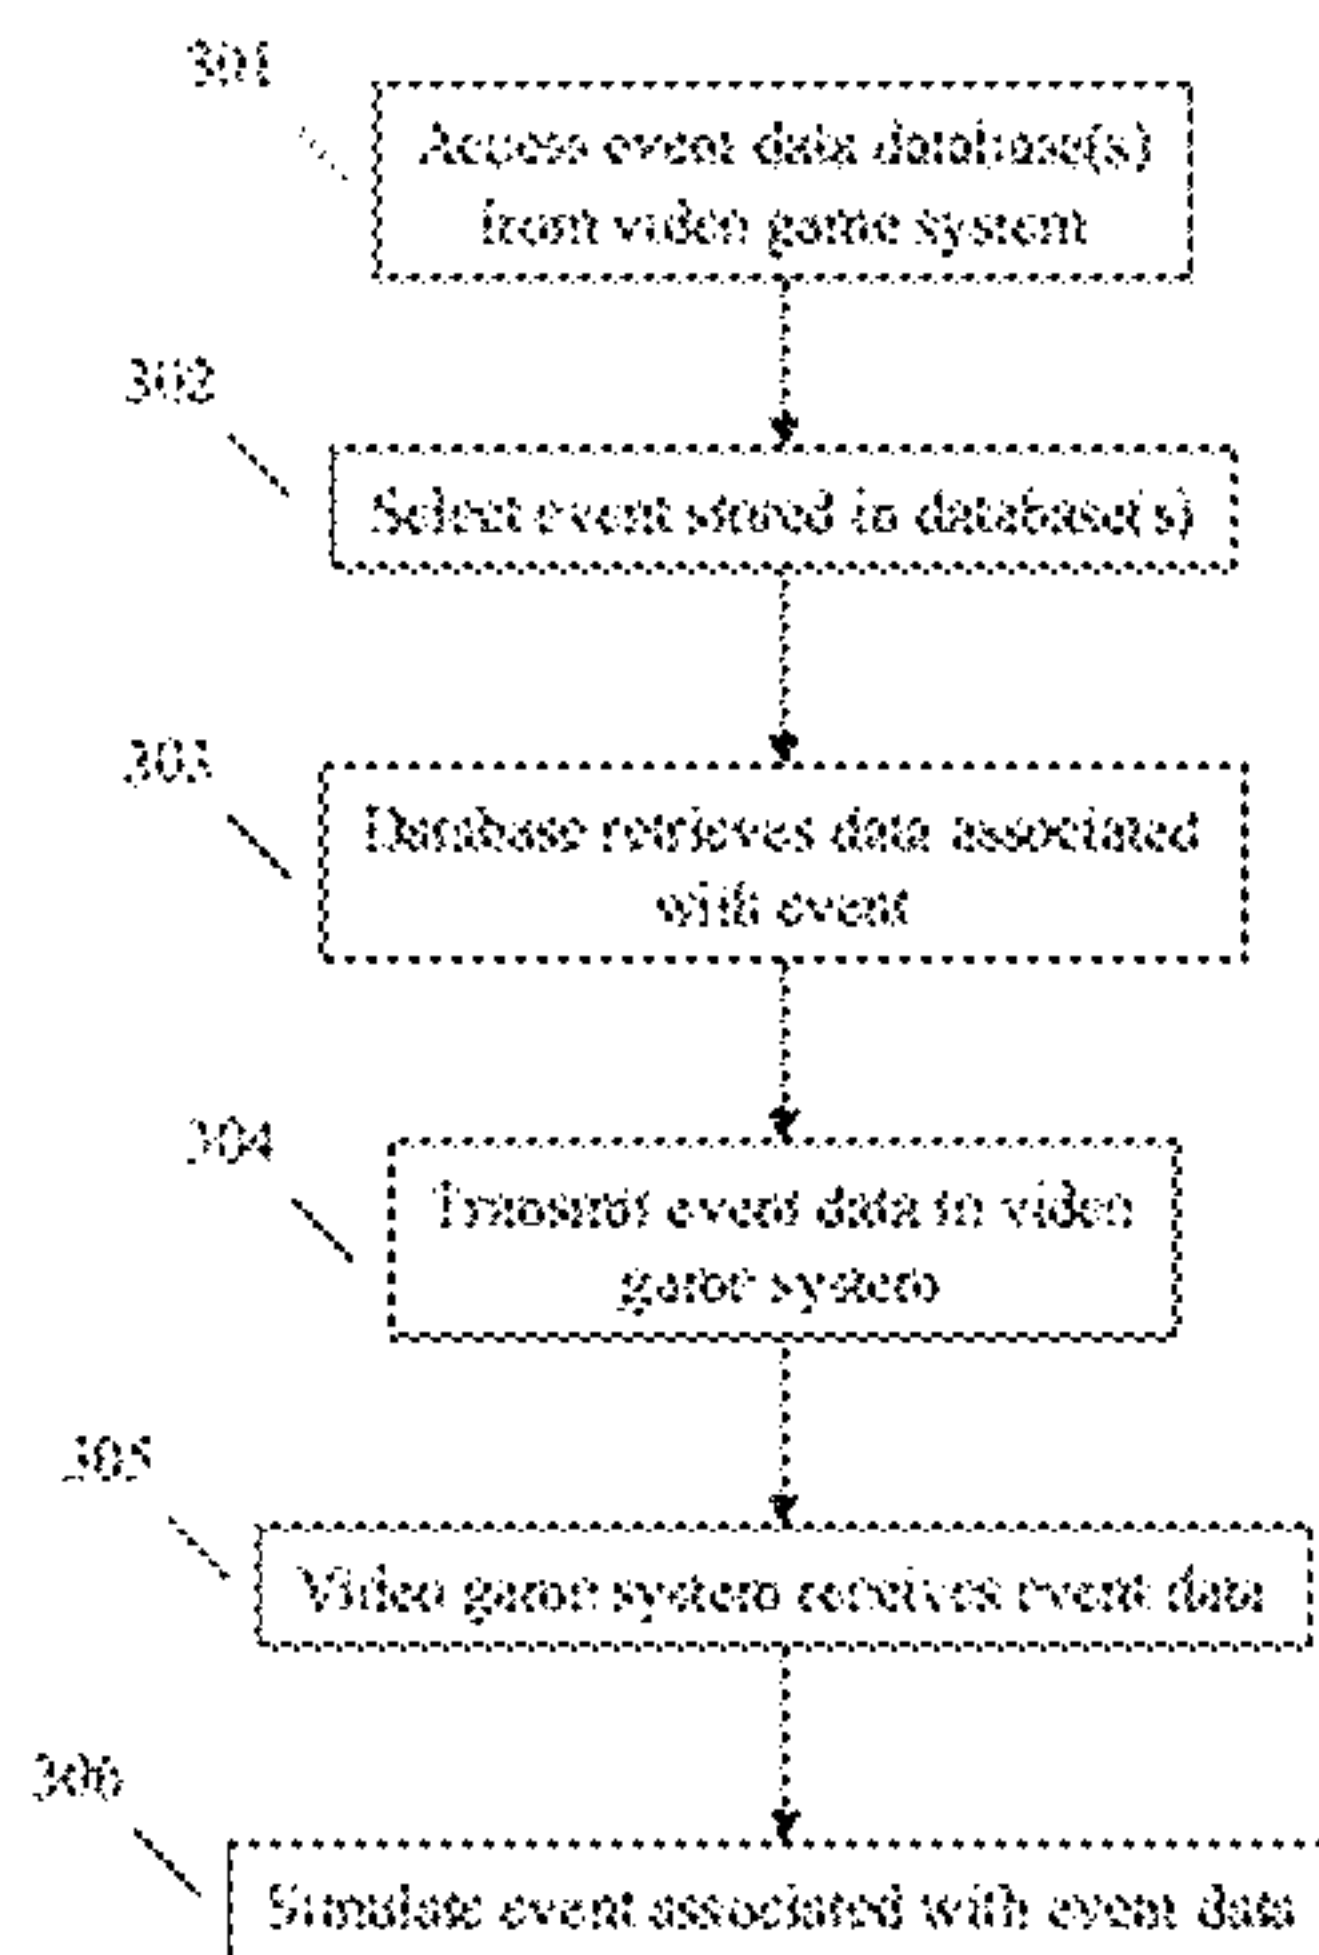 301
Access event data database(s)
from video game system
302
Select event stored in database(s)
303
Database retrieves data associated
with event
304
Transmit event data to video
game system
305
Video game system receives event data
306
Simulate event associated with event data